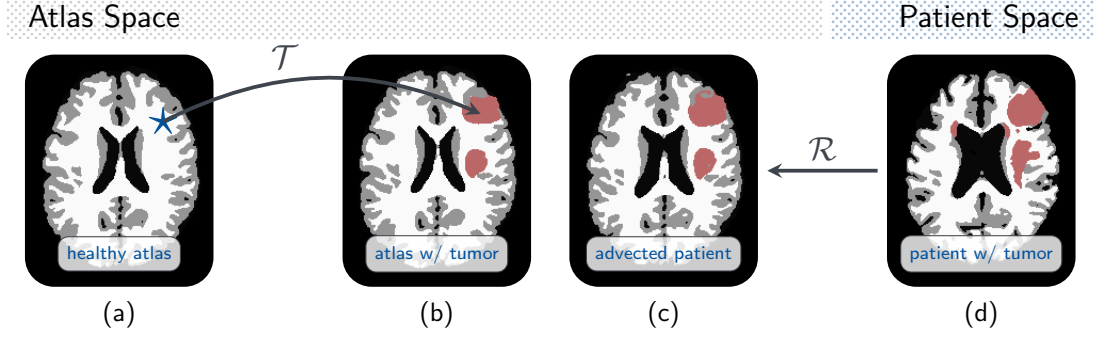 Atlas Space
Patient Space
𝒯
ℛ
healthy atlas
atlas w/ tumor
advected patient
patient w/ tumor
(a)
(b)
(c)
(d)